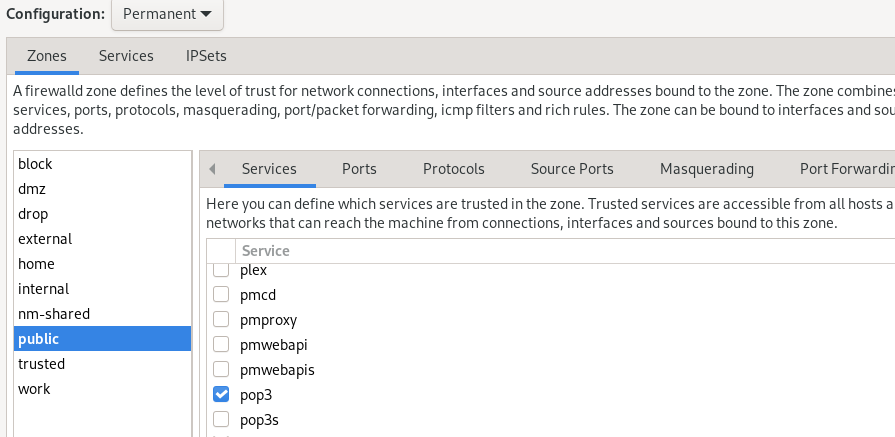 Configuration: Permanent
Zones Services IPSets
A firewalld zone defines the level of trust for network connections, interfaces and source addresses bound to the zone. The zone combines
services, ports, protocols, masquerading, port/packet forwarding, icmp filters and rich rules. The zone can be bound to interfaces and
addresses.
block
dmz
drop
external
home
internal
nm-shared
public
trusted
work
Services Ports Protocols Source Ports Masquerading Port
Here you can define which services are trusted in the zone. Trusted services are accessible from all hosts
networks that can reach the machine from connections, interfaces and sources bound to this zone.
Service
plex
pmcd
pmproxy
pmwebapi
pmwebapis
pop3
pop3s